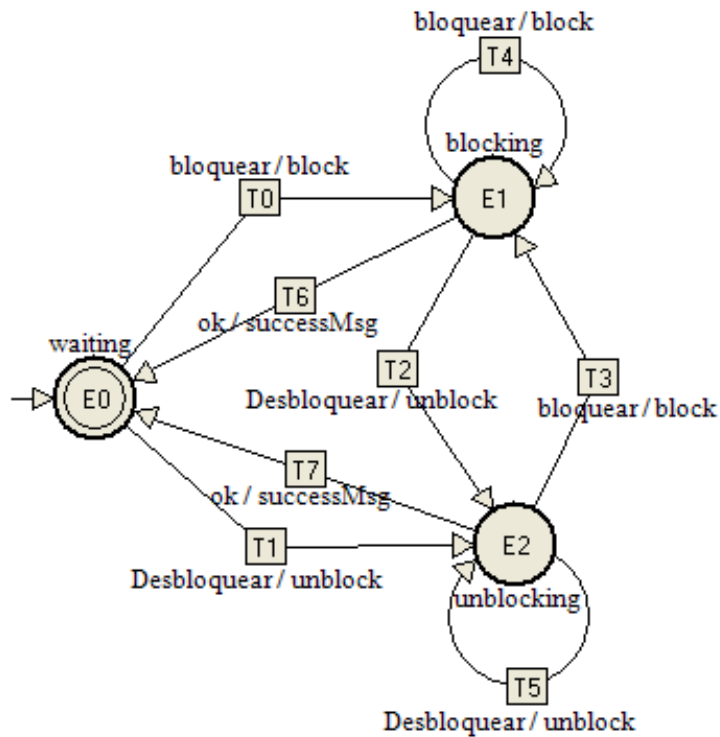 bloquear / block
T4
blocking
bloquear / block
T0
E1
T6
ok / successMsg
waiting
T2
T3
Desbloquear / unblock
bloquear / block
E0
T7
ok / successMsg
T1
E2
Desbloquear / unblock
unblocking
T5
Desbloquear / unblock